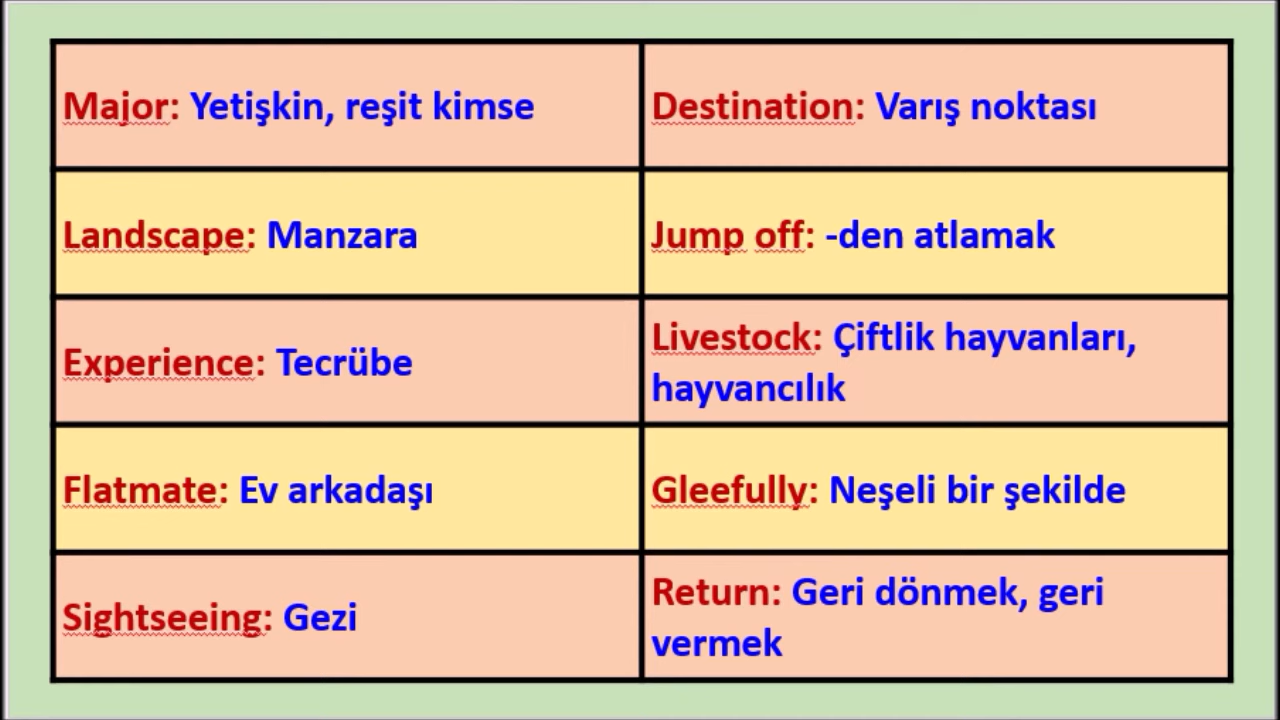 Major: Yetişkin, reşit kimse
Destination: Varış noktası
Landscape: Manzara
Jump off: -den atlamak
Experience: Tecrübe
Livestock: Çiftlik hayvanları,
hayvancılık
Flatmate: Ev arkadaşı
Gleefully: Neşeli bir şekilde
Sightseeing: Gezi
Return: Geri dönmek, geri
vermek